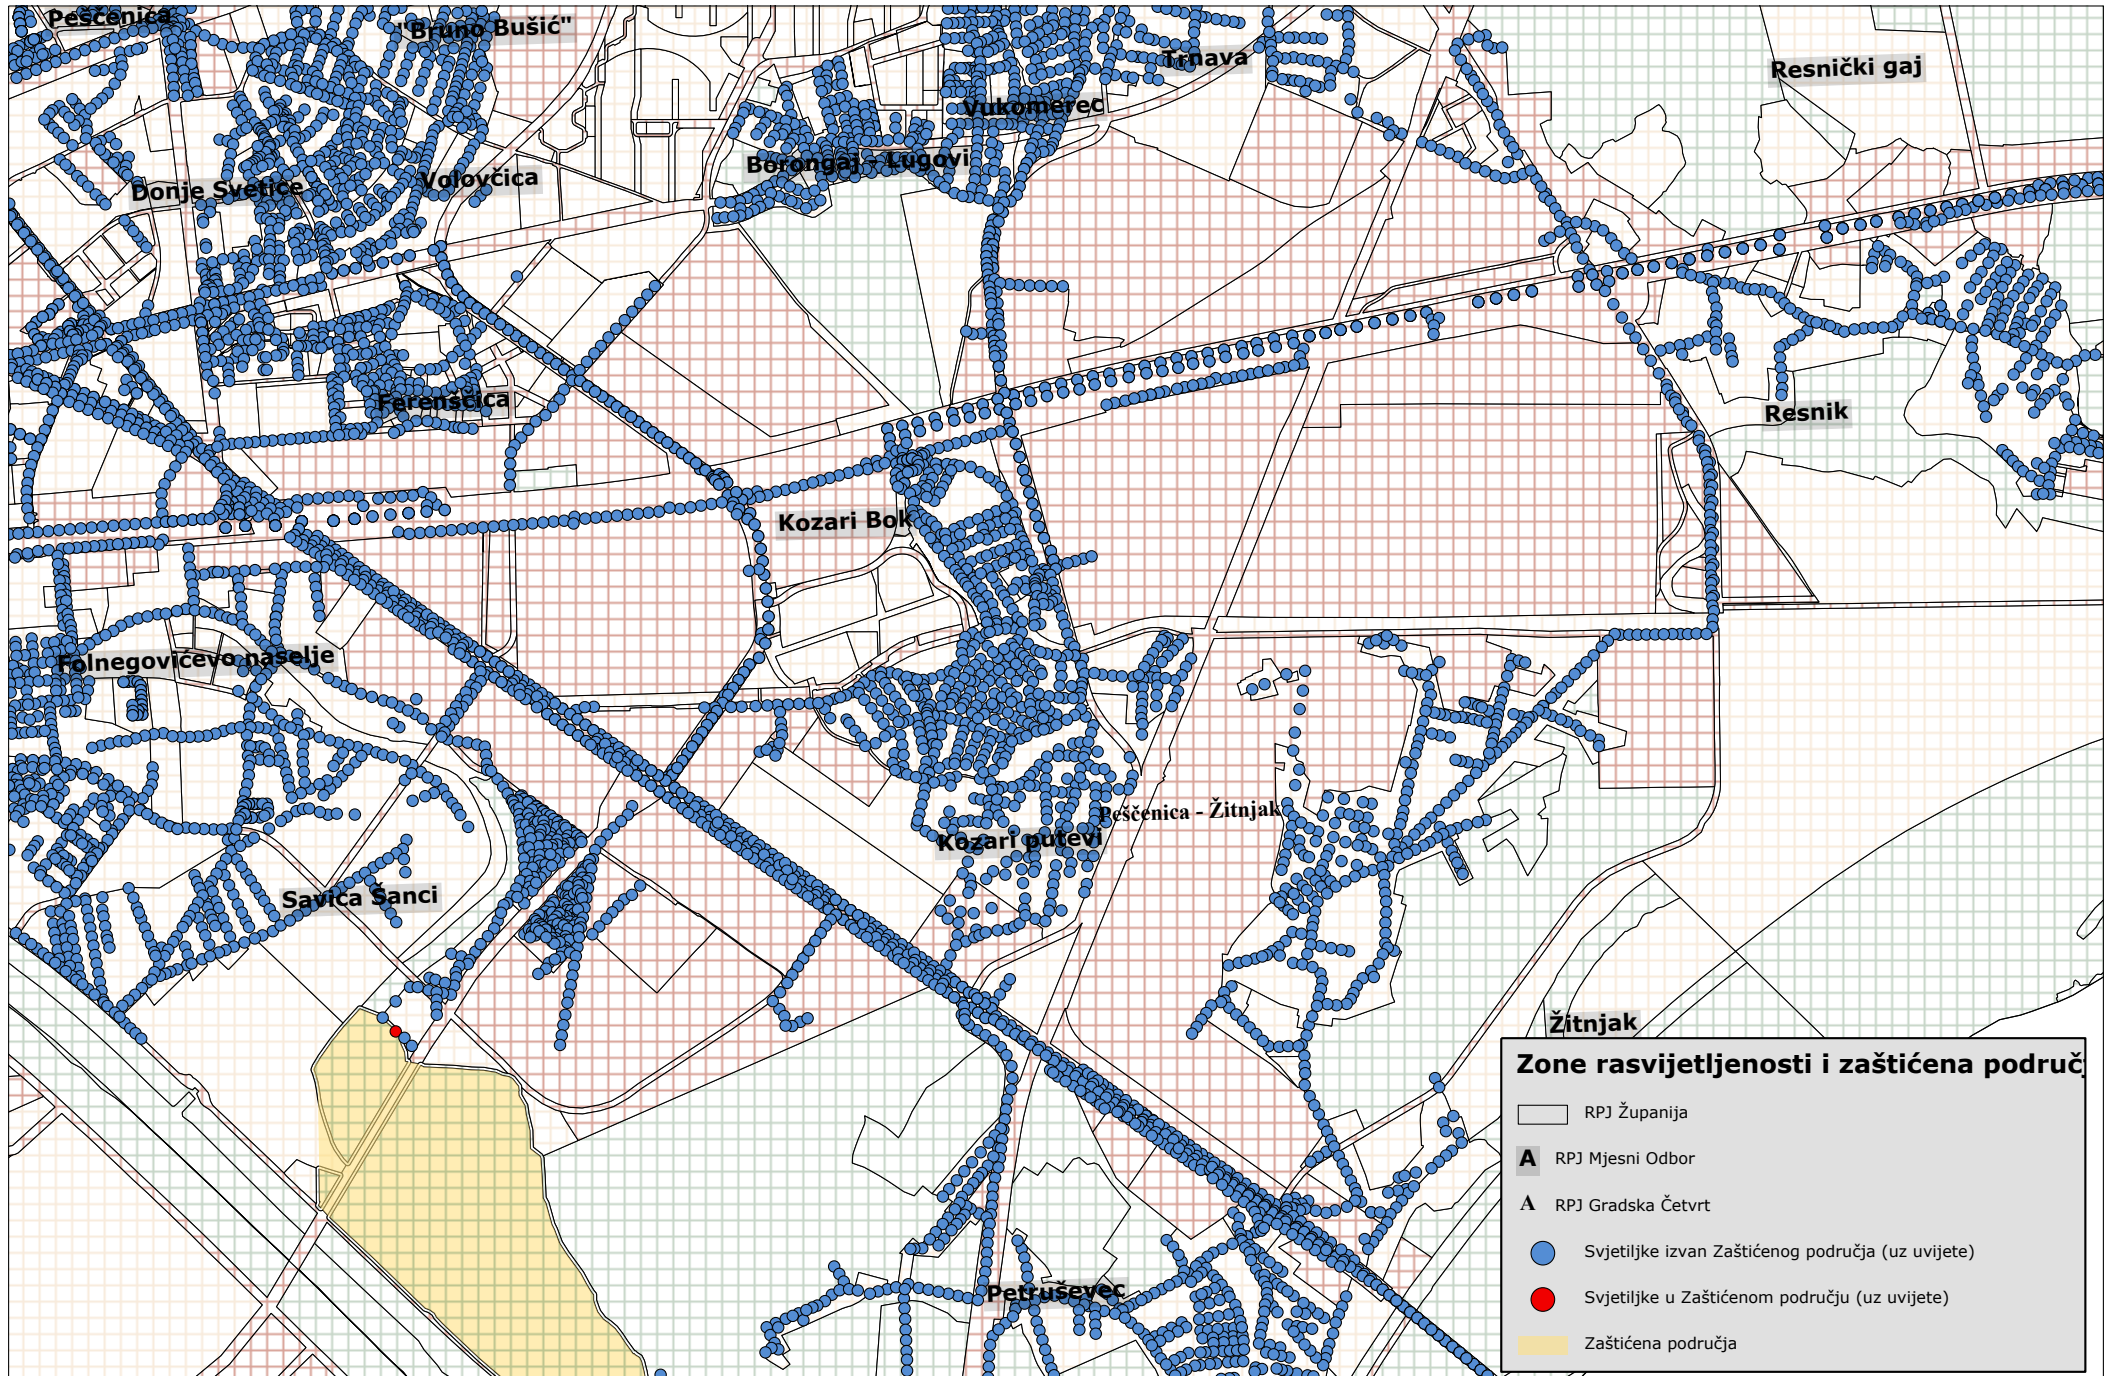 Peščenica
"Bruno Bušić"
Trnava
Resnički gaj
Vukomerec
Borongaj - Lugovi
Volovčica
Donje Svetice
Ferenščica
Resnik
Kozari Bok
Folnegovićevo naselje
Peščenica - Žitnjak
Kozari putevi
Savica Šanci
Žitnjak
Petruševec
Zone rasvijetljenosti i zaštićena područj
RPJ Županija
A RPJ Mjesni Odbor
A RPJ Gradska Četvrt
Svjetiljke izvan Zaštićenog područja (uz uvijete)
Svjetiljke u Zaštićenom području (uz uvijete)
Zaštićena područja